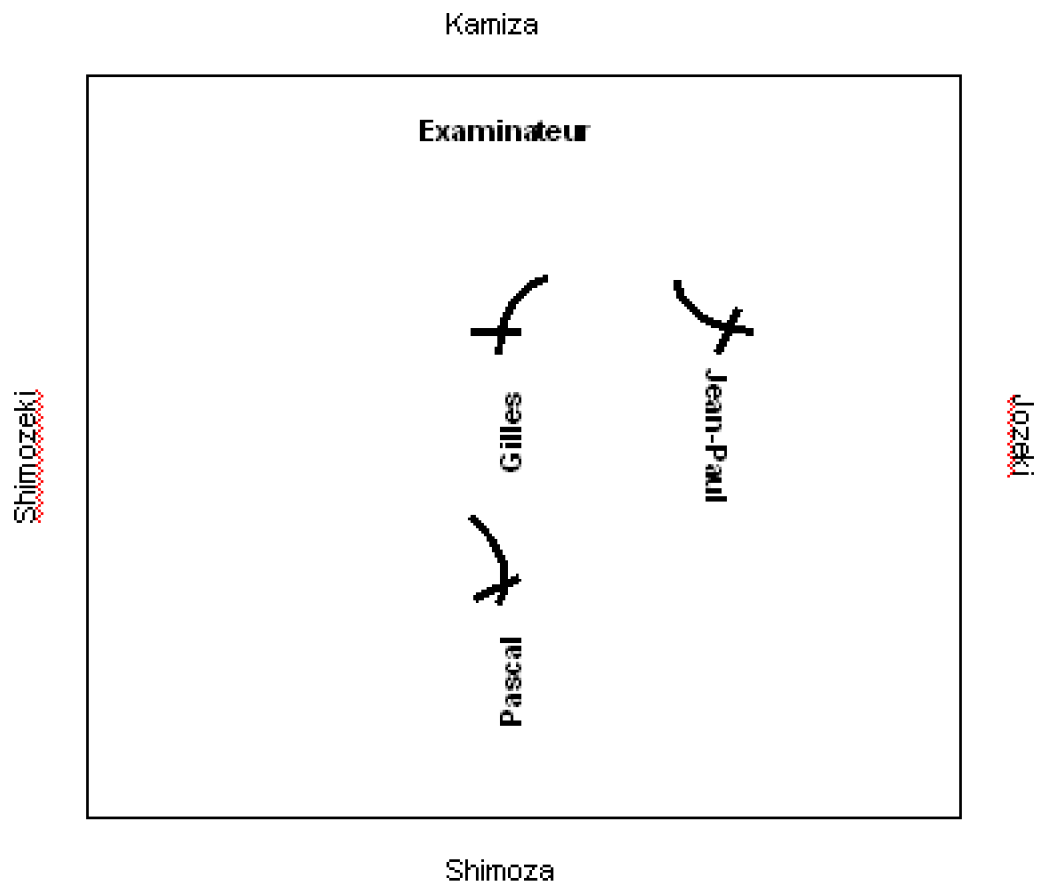 Kamiza
Examinateur
Shimozeki
Gilles
Jean-Paul
Jozeki
Pascal
Shimoza